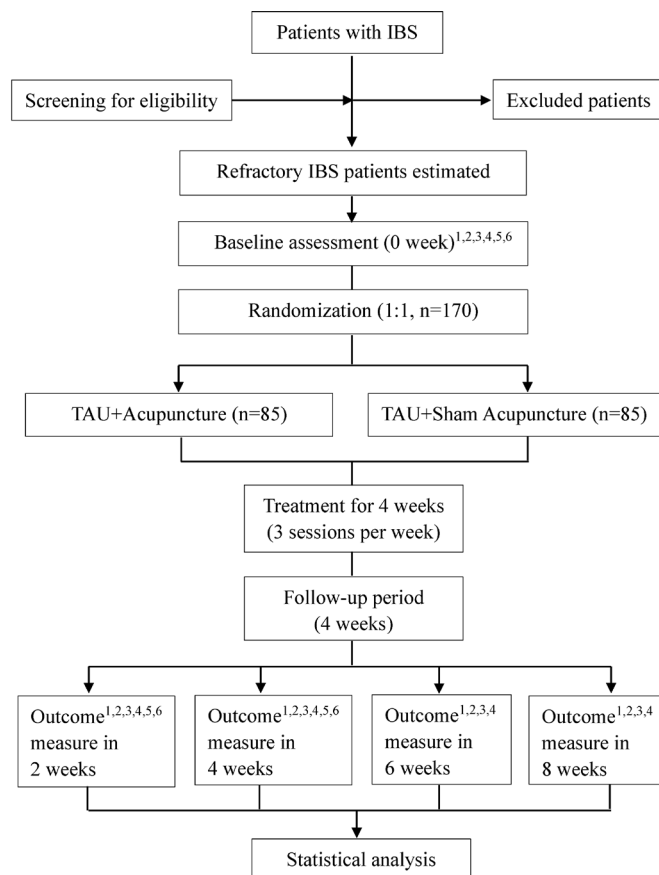 Patients with IBS
Screening for eligibility
Excluded patients
Refractory IBS patients estimated
Baseline assessment (0 week)1,2,3,4,5,6
Randomization (1:1, n=170)
TAU+Acupuncture (n=85)
TAU+Sham Acupuncture (n=85)
Treatment for 4 weeks
(3 sessions per week)
Follow-up period
(4 weeks)
Outcome1,2,3,4,5,6
measure in
2 weeks
Outcome1,2,3,4,5,6
measure in
4 weeks
Outcome1,2,3,4
measure in
6 weeks
Outcome1,2,3,4
measure in
8 weeks
Statistical analysis